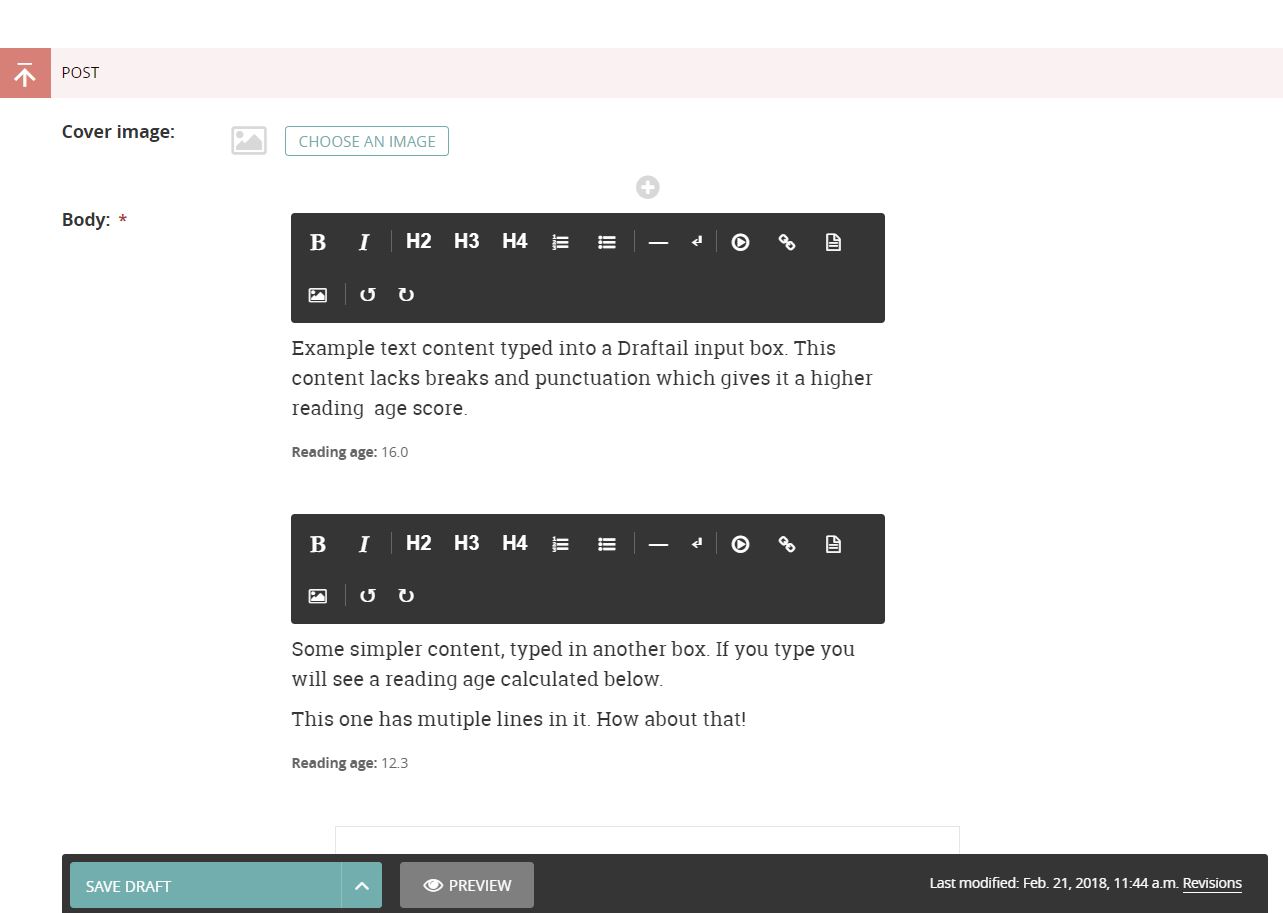 POST
Cover image:
CHOOSE AN IMAGE
Body: *
B I H2 H3 H4
Example text content typed into a Draftail input box. This
content lacks breaks and punctuation which gives it a higher
reading  age score.
Reading age: 16.0
B I H2 H3 H4
Some simpler content, typed in another box. If you type you
will see a reading age calculated below.
This one has mutiple lines in it. How about that!
Reading age: 12.3
SAVE DRAFT
PREVIEW
Last modified: Feb. 21, 2018, 11:44 a.m. Revisions